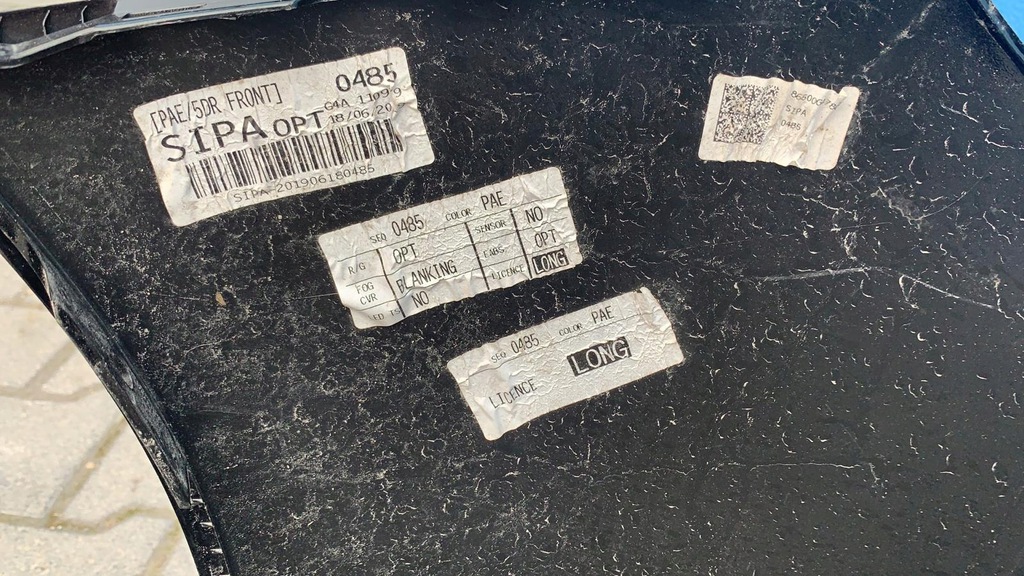 [PAE/5DR FRONT] 0485
SIPA OPT
18/06/20
SIPA 201906180485
SIPA
0485
SEQ 0485 COLOR PAE
R/G OPT SENSOR NO
FOG CVR BLANKING OPT
NO LICENCE LONG
SEQ 0485 COLOR PAE
LICENCE LONG